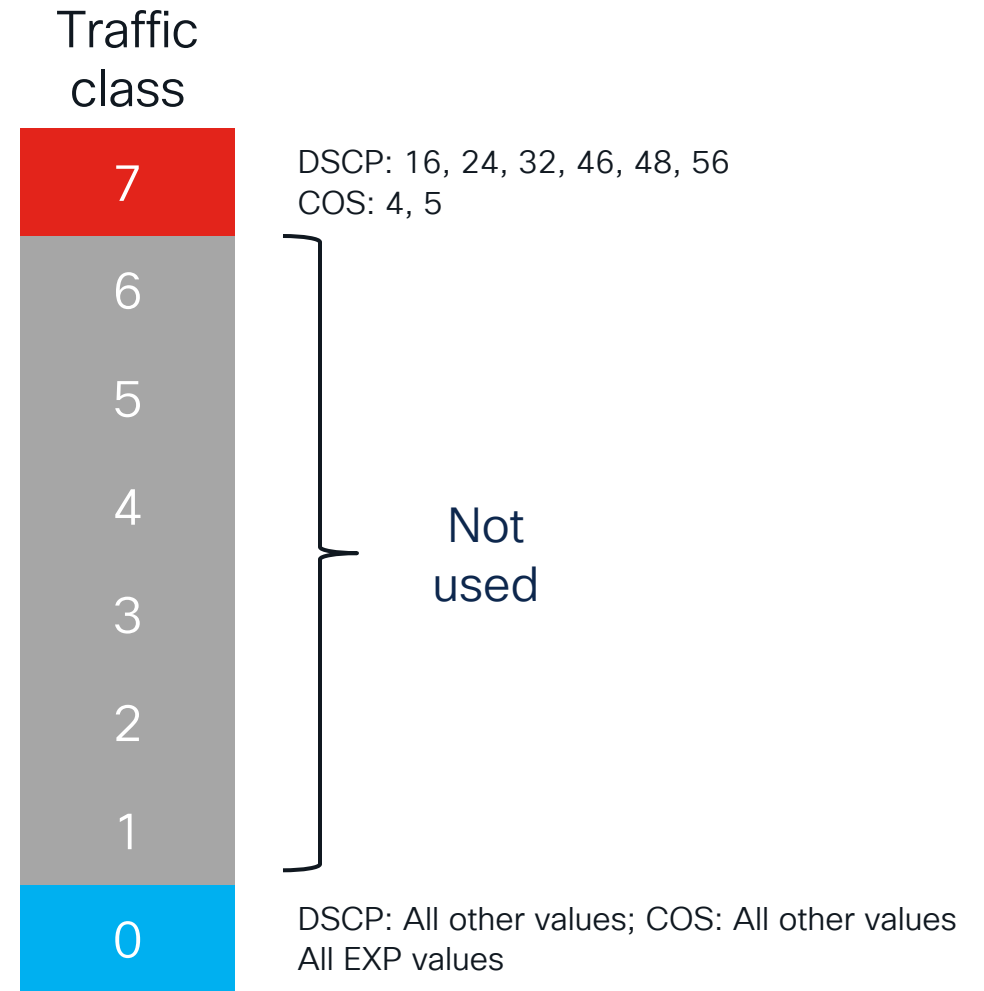 Traffic
class
7
DSCP: 16, 24, 32, 46, 48, 56
COS: 4, 5
6
5
4
Not
used
3
2
1
0
DSCP: All other values; COS: All other values
All EXP values